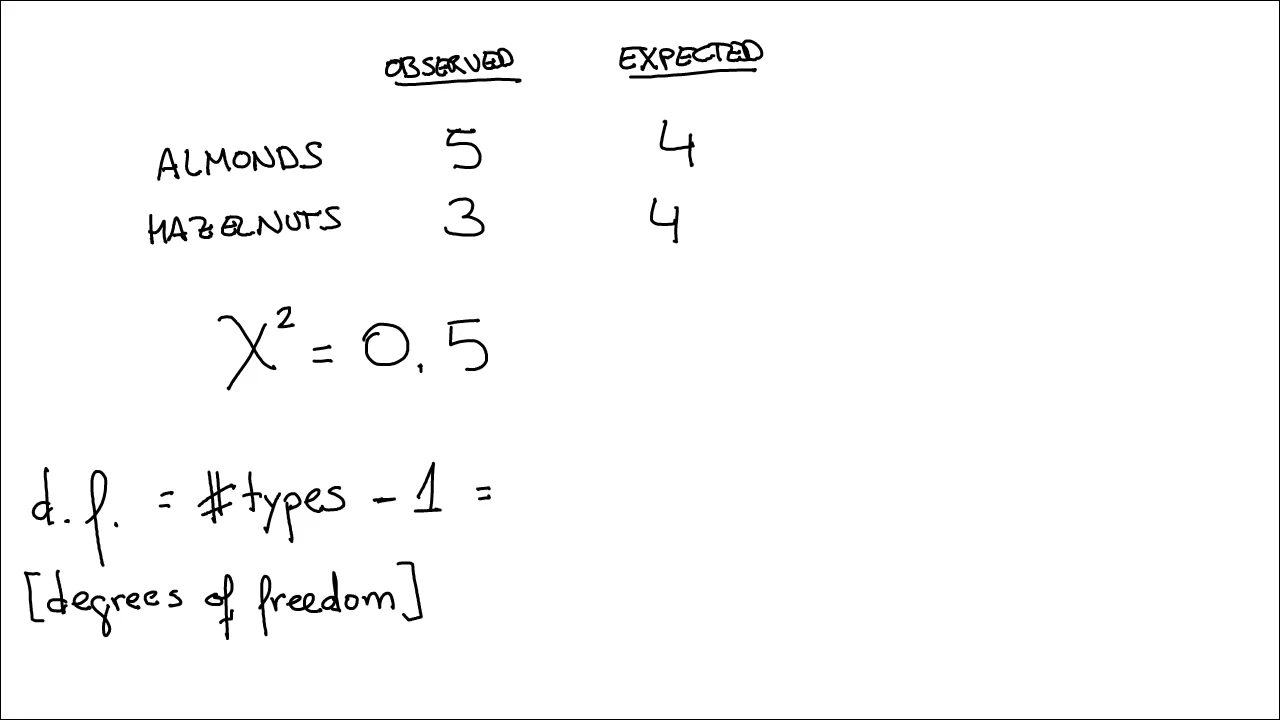 OBSERVED EXPECTED
ALMONDS 5 4
HAZELNUTS 3 4
χ² = 0.5
d.f. = #types - 1 =
[degrees of freedom]